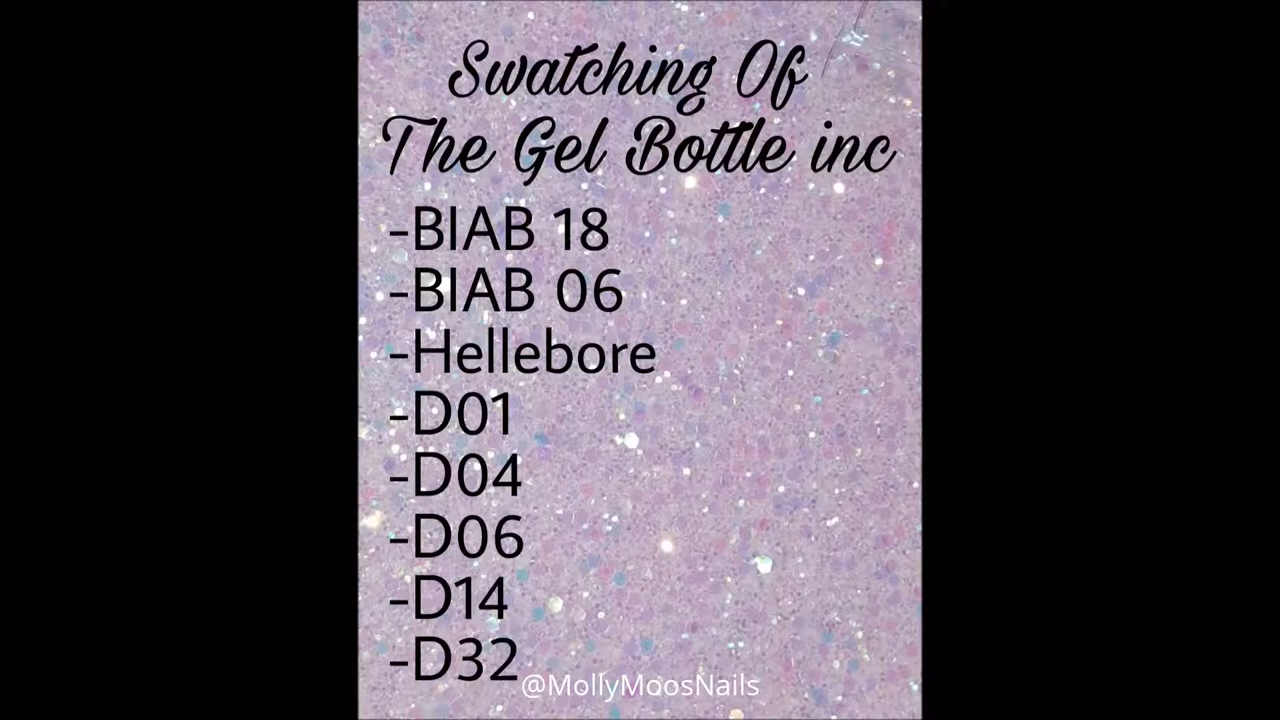 Swatching Of
The Gel Bottle inc
-BIAB 18
-BIAB 06
-Hellebore
-D01
-D04
-D06
-D14
-D32
@MollyMoosNails